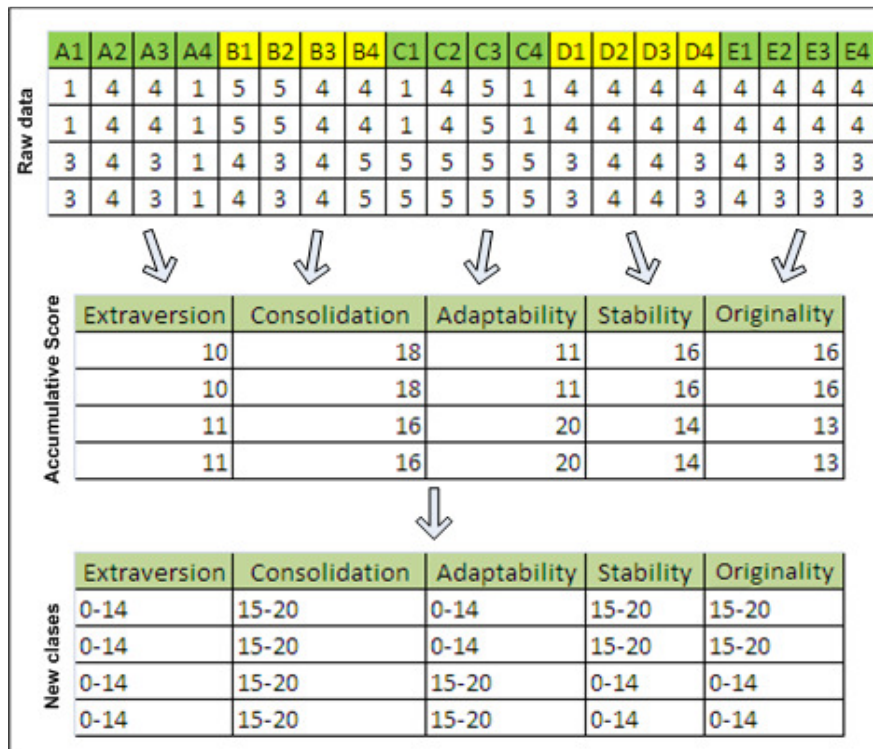 Raw data
A1 A2 A3 A4 B1 B2 B3 B4 C1 C2 C3 C4 D1 D2 D3 D4 E1 E2 E3 E4
1 4 4 1 5 5 4 4 1 4 5 1 4 4 4 4 4 4 4 4
1 4 4 1 5 5 4 4 1 4 5 1 4 4 4 4 4 4 4 4
3 4 3 1 4 3 4 5 5 5 5 5 3 4 4 3 4 3 3 3
3 4 3 1 4 3 4 5 5 5 5 5 3 4 4 3 4 3 3 3
Accumulative Score
Extraversion Consolidation Adaptability Stability Originality
10 18 11 16 16
10 18 11 16 16
11 16 20 14 13
11 16 20 14 13
New clases
Extraversion Consolidation Adaptability Stability Originality
0-14 15-20 0-14 15-20 15-20
0-14 15-20 0-14 15-20 15-20
0-14 15-20 15-20 0-14 0-14
0-14 15-20 15-20 0-14 0-14